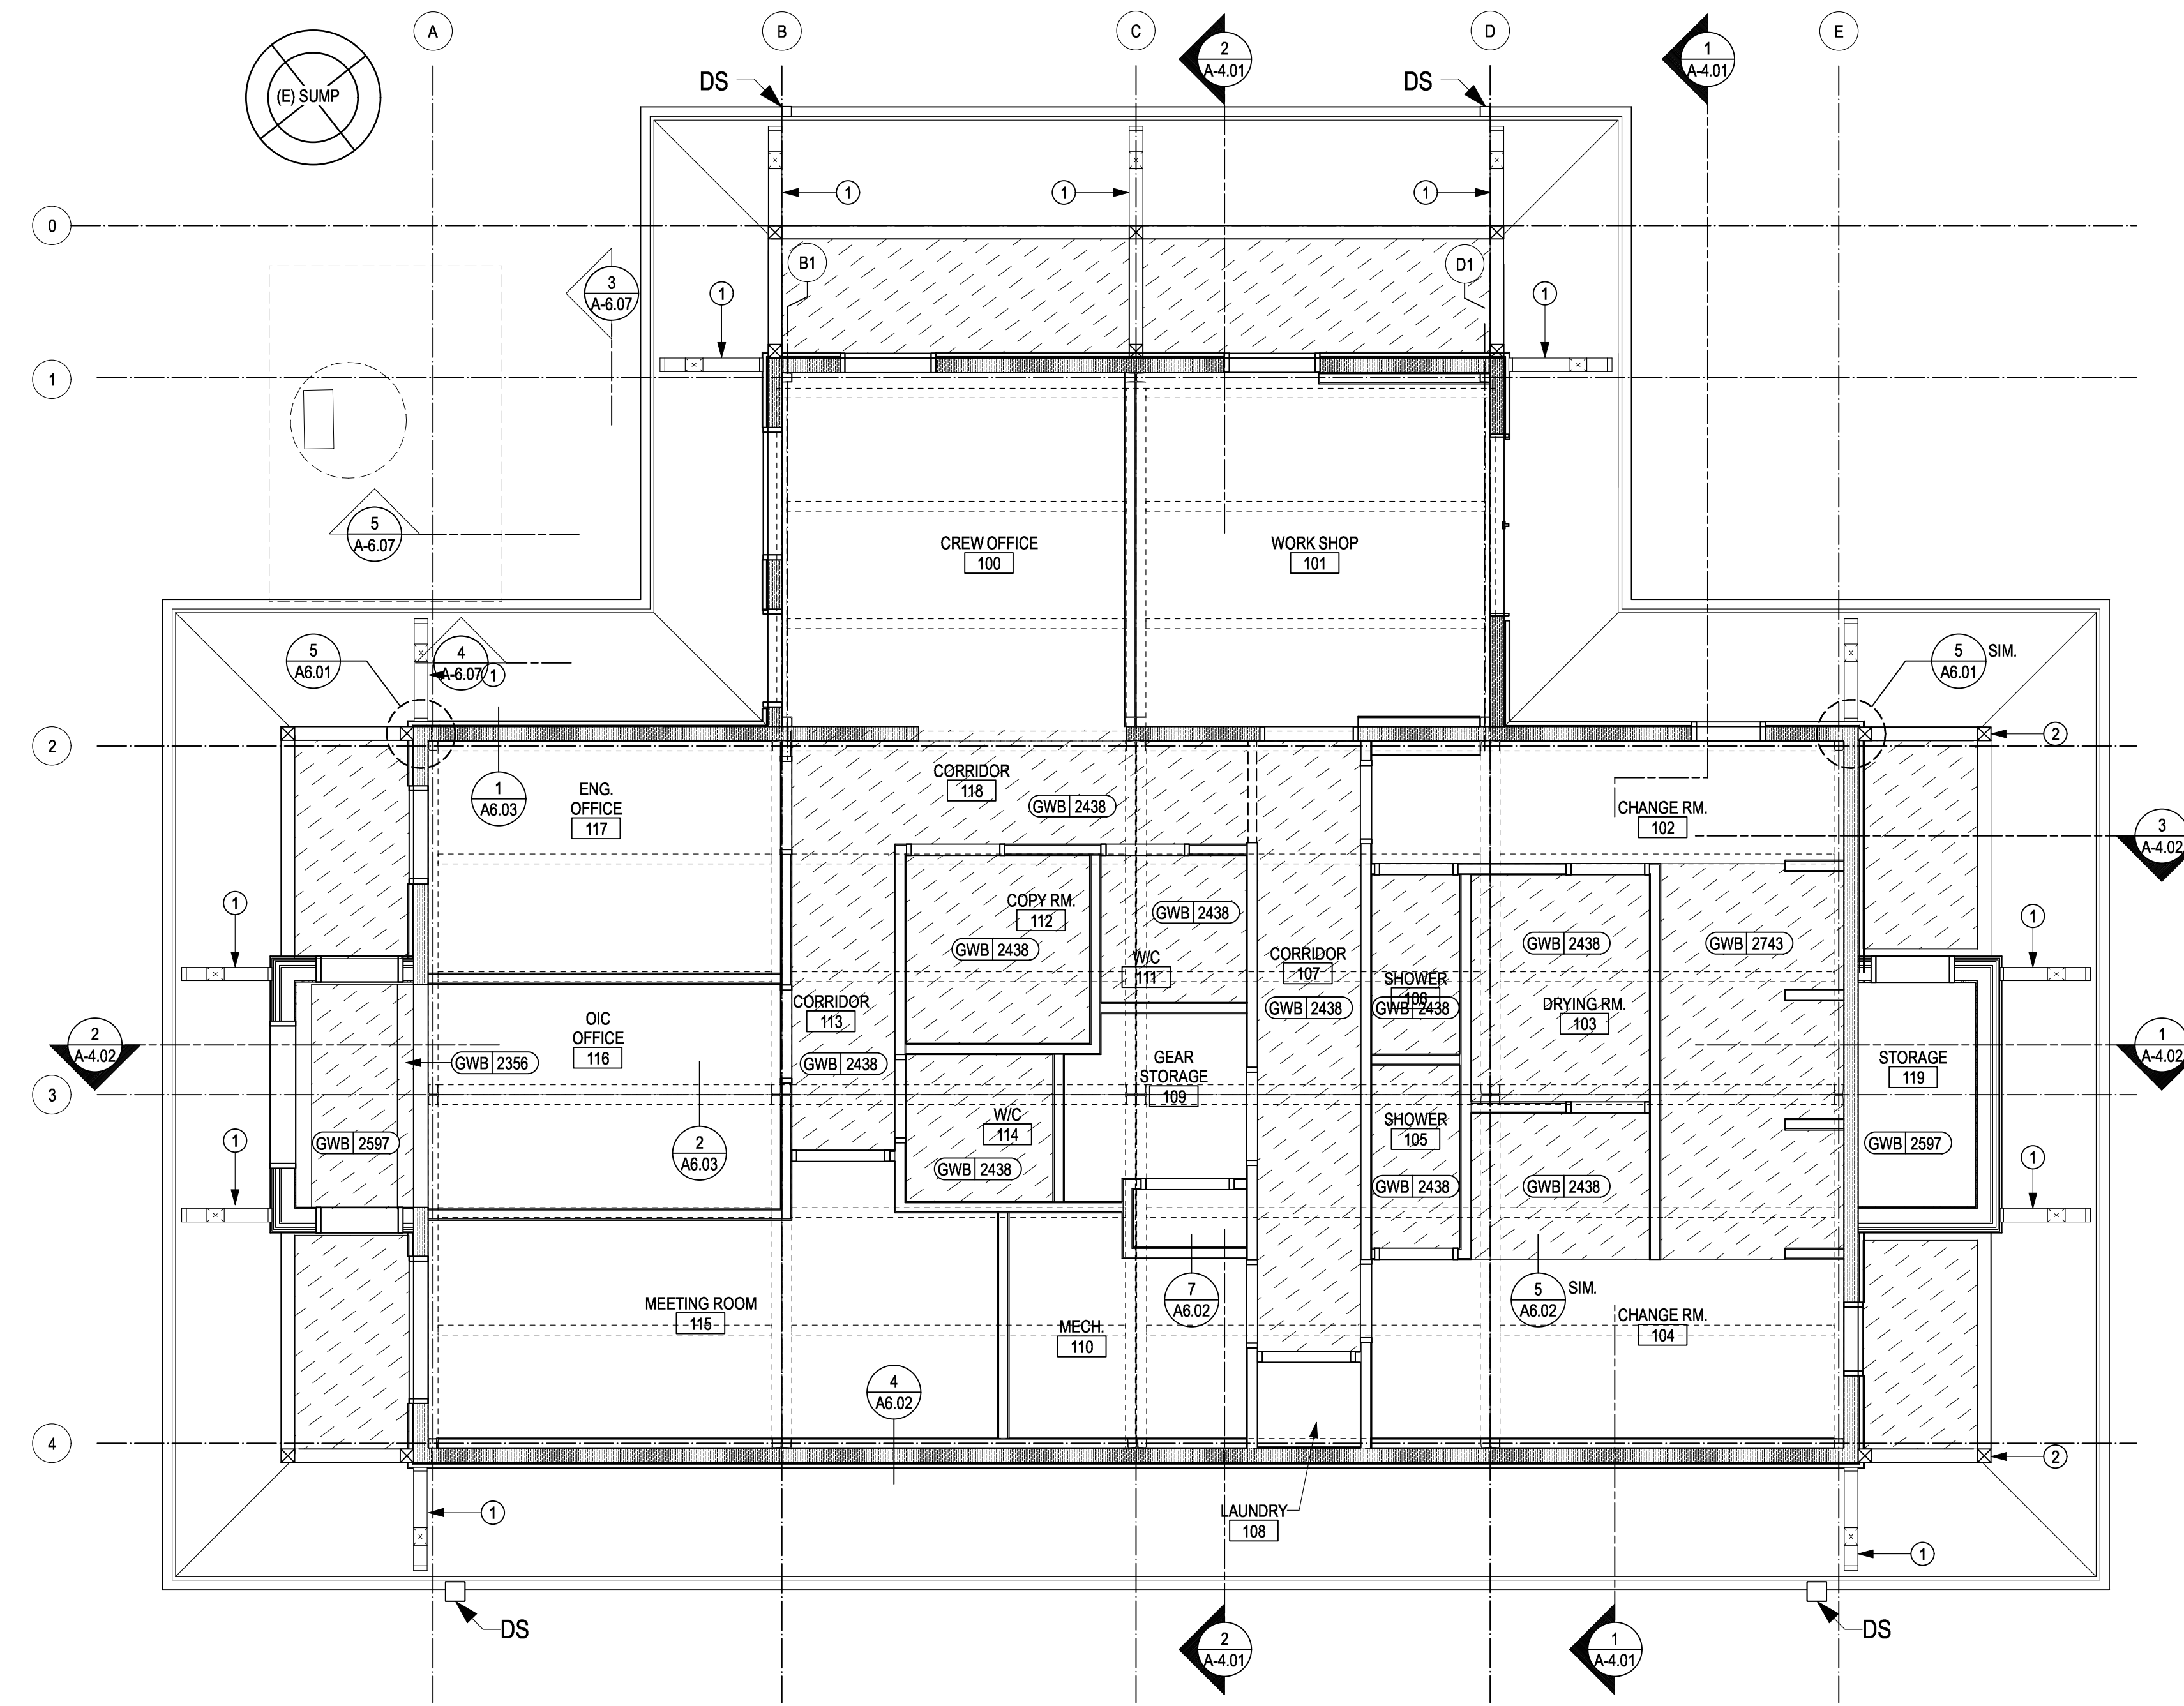 A
B
C
D
E
2
A-4.01
1
A-4.01
DS
DS
(E) SUMP
1
1
1
0
B1
D1
3
A-6.07
1
1
1
5
A-6.07
CREW OFFICE
100
WORK SHOP
101
5
A6.01
4
A-6.07
1
5
A6.01
SIM.
2
2
CORRIDOR
118
GWB 2438
1
A6.03
ENG.
OFFICE
117
CHANGE RM.
102
3
A-4.02
1
COPY RM.
112
GWB 2438
GWB 2438
W/C
111
CORRIDOR
107
GWB 2438
SHOWER
106
GWB 2438
GWB 2438
DRYING RM.
103
GWB 2743
1
CORRIDOR
113
GWB 2438
OIC
OFFICE
116
2
A-4.02
GWB 2356
GEAR
STORAGE
109
STORAGE
119
1
A-4.02
3
1
GWB 2597
2
A6.03
W/C
114
GWB 2438
SHOWER
105
GWB 2438
GWB 2438
GWB 2597
1
7
A6.02
5
A6.02
SIM.
MEETING ROOM
115
MECH.
110
CHANGE RM.
104
4
A6.02
4
2
1
LAUNDRY
108
1
DS
DS
2
A-4.01
1
A-4.01